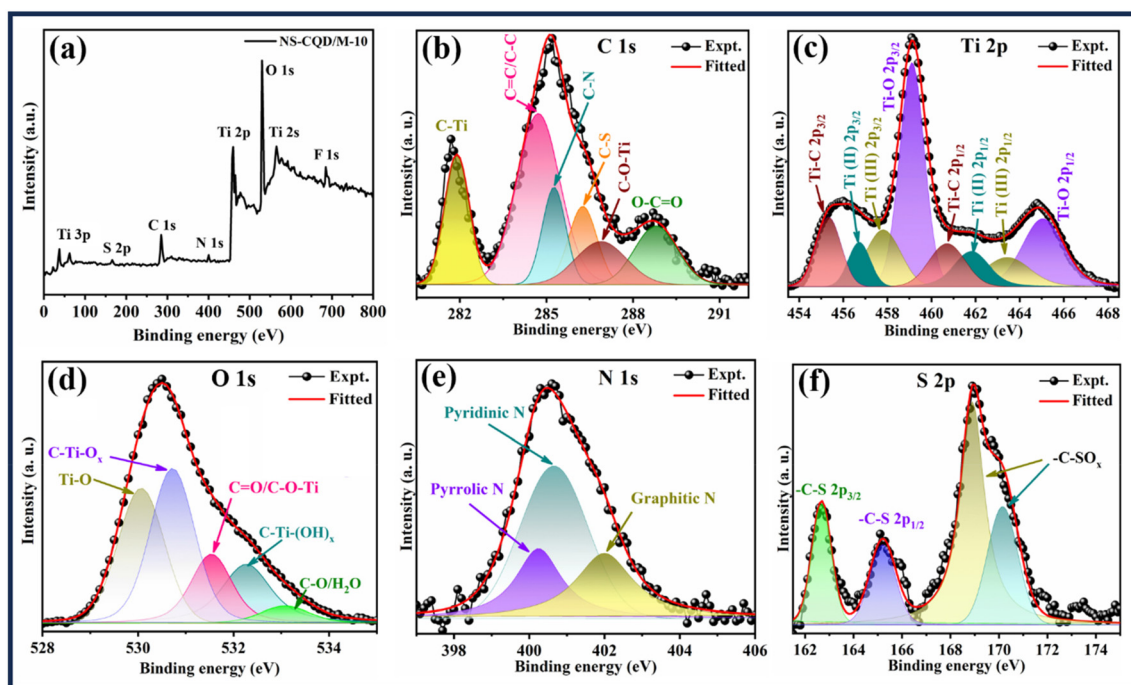 (a)
NS-CQD/M-10
O 1s
Ti 2p
Ti 2s
F 1s
C 1s
Ti 3p
S 2p
N 1s
Intensity (a.u.)
0 100 200 300 400 500 600 700 800
Binding energy (eV)
(b)
C 1s
Expt.
Fitted
C=C/C-C
C-N
C-Ti
C-S
C-O-Ti
O-C=O
Intensity (a.u.)
282 285 288 291
Binding energy (eV)
(c)
Ti 2p
Expt.
Fitted
Ti-C 2p3/2
Ti (II) 2p3/2
Ti (III) 2p3/2
Ti-O 2p3/2
Ti-C 2p1/2
Ti (II) 2p1/2
Ti (III) 2p1/2
Ti-O 2p1/2
Intensity (a.u.)
454 456 458 460 462 464 466 468
Binding energy (eV)
(d)
O 1s
Expt.
Fitted
C-Ti-Ox
Ti-O
C=O/C-O-Ti
C-Ti-(OH)x
C-O/H2O
Intensity (a. u.)
528 530 532 534
Binding energy (eV)
(e)
N 1s
Expt.
Fitted
Pyridinic N
Pyrrolic N
Graphitic N
Intensity (a. u.)
398 400 402 404 406
Binding energy (eV)
(f)
S 2p
Expt.
Fitted
-C-S 2p3/2
-C-S 2p1/2
-C-SOx
Intensity (a. u.)
162 164 166 168 170 172 174
Binding energy (eV)